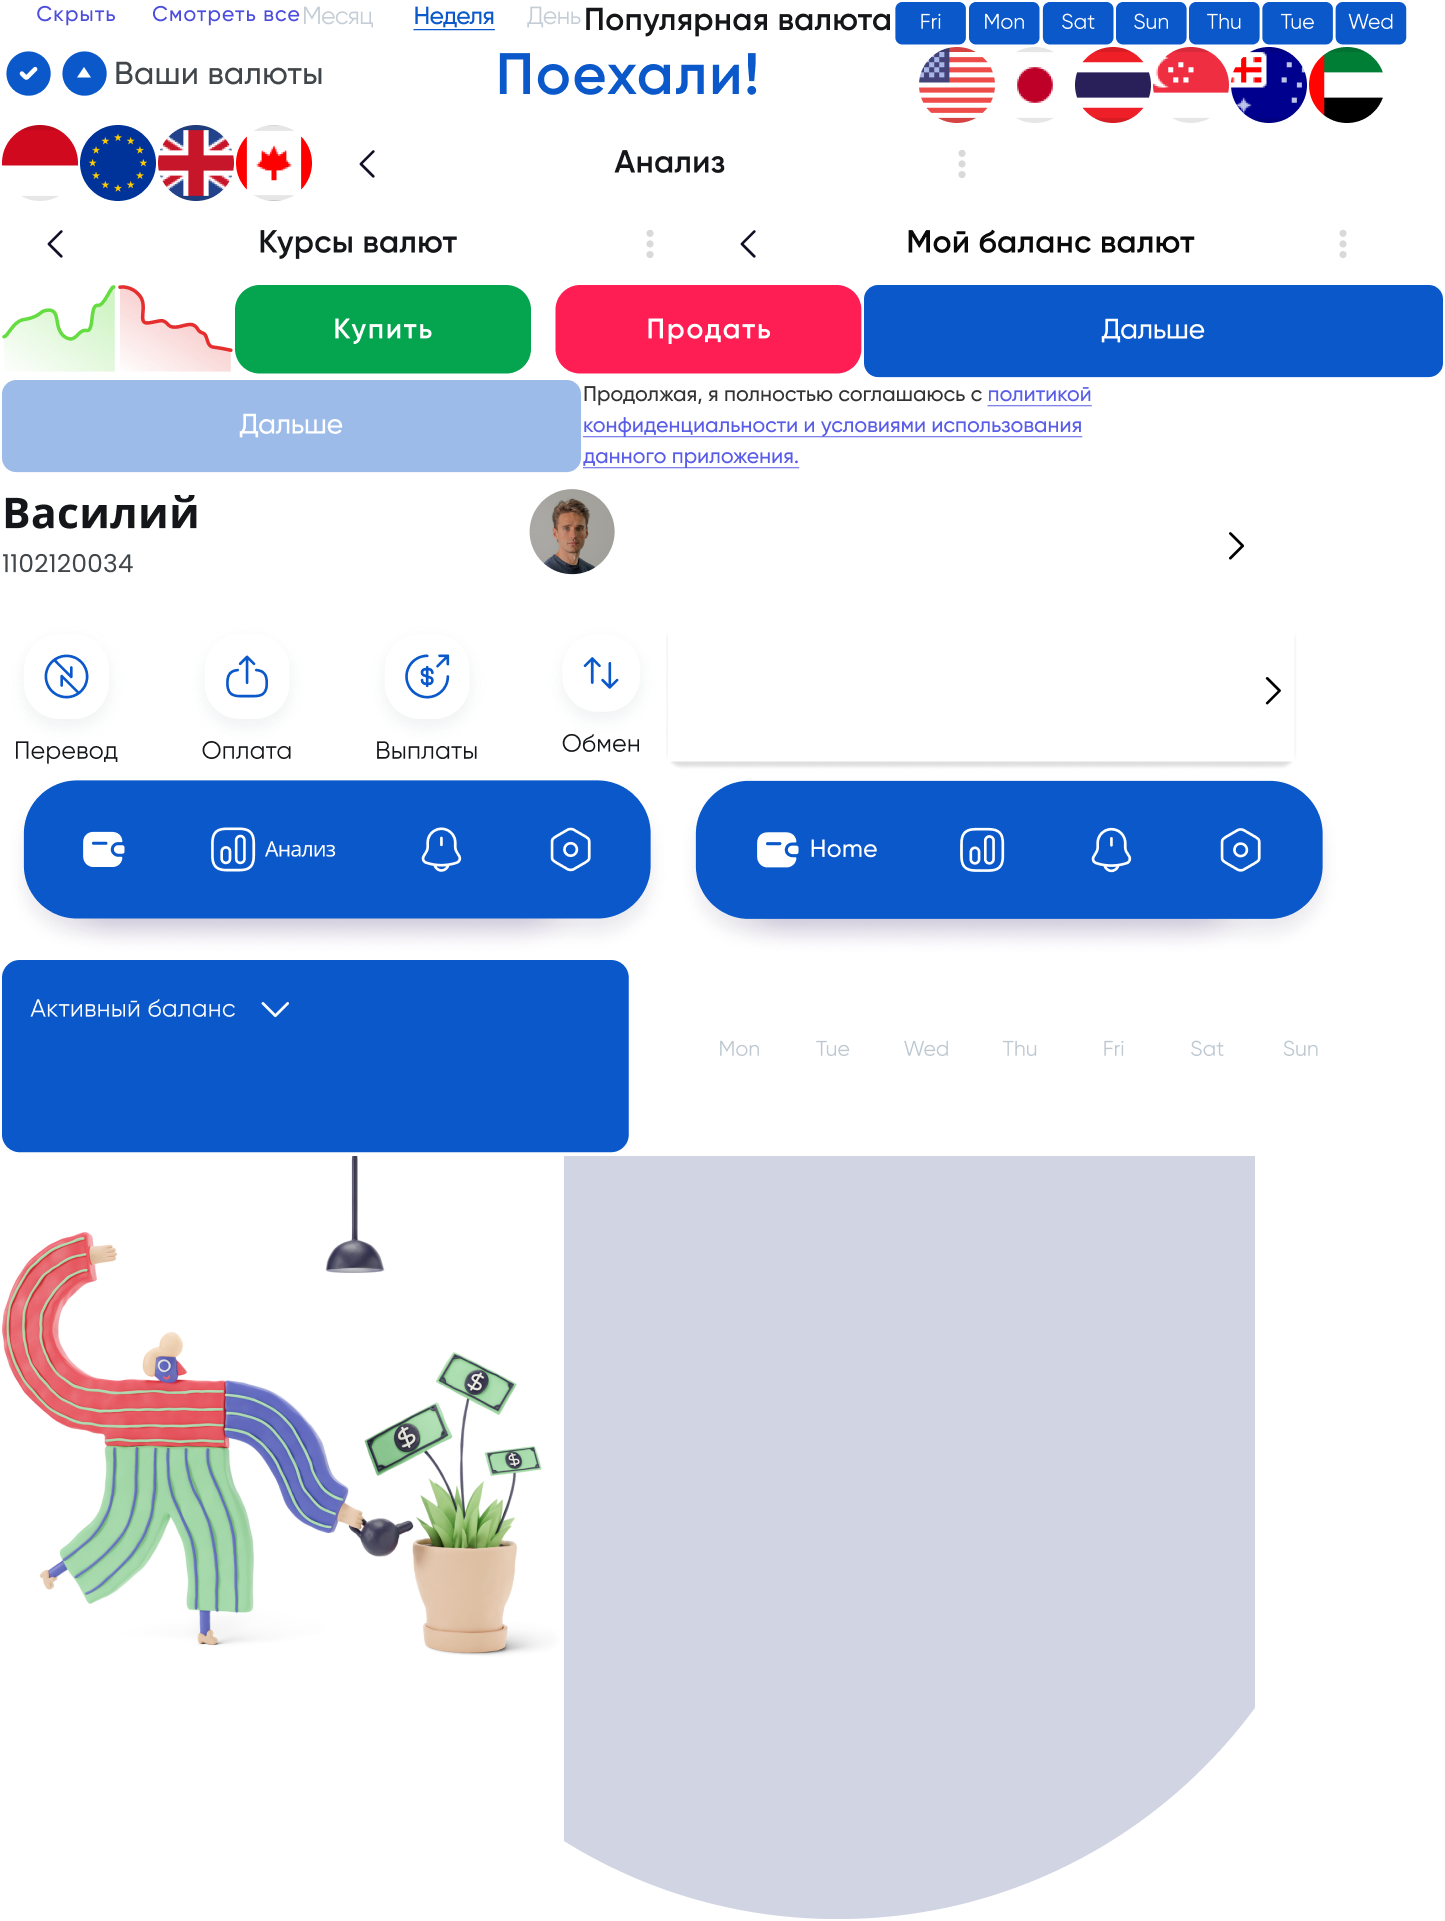 Скрыть Смотреть все Месяц Неделя День Популярная валюта Fri Mon Sat Sun Thu Tue Wed
Ваши валюты Поехали!
Анализ
Курсы валют Мой баланс валют
Купить Продать Дальше
Дальше
Продолжая, я полностью соглашаюсь с политикой
конфиденциальности и условиями использования
данного приложения.
Василий
1102120034
Перевод Оплата Выплаты Обмен
Анализ Home
Активный баланс
Mon Tue Wed Thu Fri Sat Sun